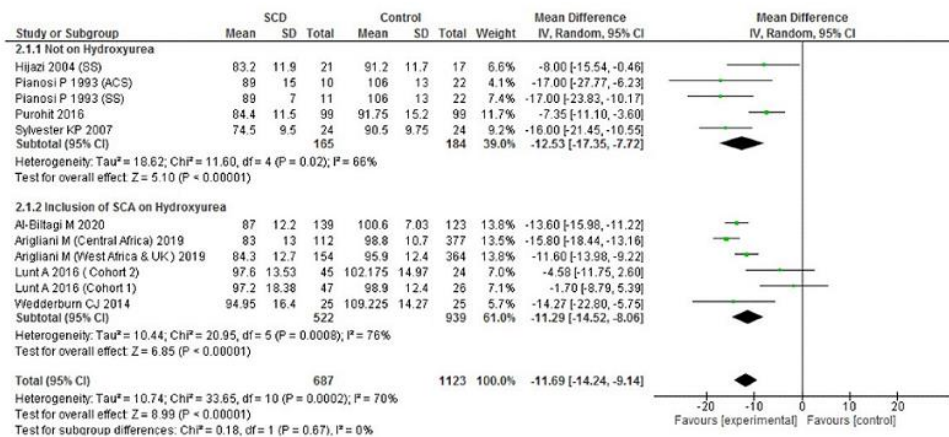 SCD Control Mean Difference Mean Difference
Study or Subgroup Mean SD Total Mean SD Total Weight IV, Random, 95% CI IV, Random, 95% CI
2.1.1 Not on Hydroxyurea
Hijazi 2004 (SS) 83.2 11.9 21 91.2 11.7 17 6.6% -8.00 [-15.54, -0.46]
Pianosi P 1993 (ACS) 89 15 10 106 13 22 4.1% -17.00 [-27.77, -6.23]
Pianosi P 1993 (SS) 89 7 11 106 13 22 7.4% -17.00 [-23.83, -10.17]
Purohit 2016 84.4 11.5 99 91.75 15.2 99 11.7% -7.35 [-11.10, -3.60]
Sylvester KP 2007 74.5 9.5 24 90.5 9.75 24 9.2% -16.00 [-21.45, -10.55]
Subtotal (95% CI) 165 184 39.0% -12.53 [-17.35, -7.72]
Heterogeneity: Tau² = 18.62; Chi² = 11.60, df = 4 (P = 0.02); I² = 66%
Test for overall effect: Z = 5.10 (P < 0.00001)
2.1.2 Inclusion of SCA on Hydroxyurea
Al-Biltagi M 2020 87 12.2 139 100.6 7.03 123 13.8% -13.60 [-15.98, -11.22]
Arigliani M (Central Africa) 2019 83 13 112 98.8 10.7 377 13.4% -15.80 [-18.44, -13.16]
Arigliani M (West Africa & UK) 2019 84.3 12.7 154 95.9 12.4 364 13.8% -11.60 [-13.98, -9.22]
Lunt A 2016 ( Cohort 2) 97.6 13.53 45 102.175 14.97 24 7.0% -4.58 [-11.75, 2.60]
Lunt A 2016 (Cohort 1) 97.2 18.38 47 98.9 12.4 26 7.1% -1.70 [-8.79, 5.39]
Wedderburn CJ 2014 94.95 16.4 25 109.225 14.27 25 5.7% -14.27 [-22.80, -5.75]
Subtotal (95% CI) 522 939 61.0% -11.29 [-14.52, -8.06]
Heterogeneity: Tau² = 10.44; Chi² = 20.95, df = 5 (P = 0.0008); I² = 76%
Test for overall effect: Z = 6.85 (P < 0.00001)
Total (95% CI) 687 1123 100.0% -11.69 [-14.24, -9.14]
Heterogeneity: Tau² = 10.74; Chi² = 33.65, df = 10 (P = 0.0002); I² = 70%
Test for overall effect: Z = 8.99 (P < 0.00001)
Test for subgroup differences: Chi² = 0.18, df = 1 (P = 0.67), I² = 0%
-20 -10 0 10 20
Favours [experimental] Favours [control]